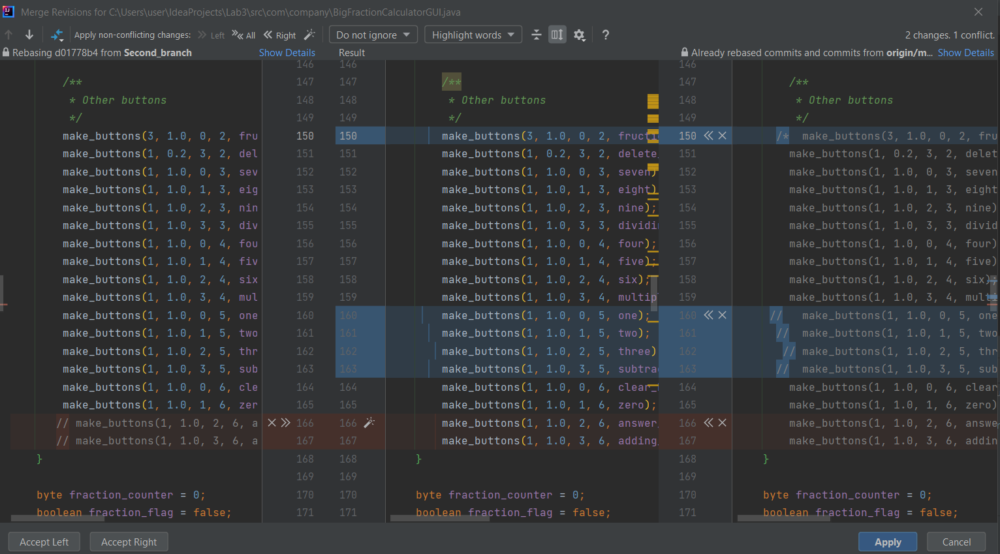 Merge Revisions for C:\Users\user\IdeaProjects\Lab3\src\com\company\BigFractionCalculatorGUI.java
Apply non-conflicting changes: Left All Right Do not ignore Highlight words ? 2 changes. 1 conflict.
Rebasing d01778b4 from Second_branch Show Details Result Already rebased commits and commits from origin/m... Show Details
146 146 146
/** 147 147 /** 147 /**
* Other buttons 148 148 * Other buttons 148 * Other buttons
*/ 149 149 */ 149 */
make_buttons(3, 1.0, 0, 2, fru 150 150 make_buttons(3, 1.0, 0, 2, fructi 150 /* make_buttons(3, 1.0, 0, 2, fru
make_buttons(1, 0.2, 3, 2, del 151 151 make_buttons(1, 0.2, 3, 2, delete_ 151 make_buttons(1, 0.2, 3, 2, delet
make_buttons(1, 1.0, 0, 3, sev 152 152 make_buttons(1, 1.0, 0, 3, seven) 152 make_buttons(1, 1.0, 0, 3, seven
make_buttons(1, 1.0, 1, 3, eig 153 153 make_buttons(1, 1.0, 1, 3, eight) 153 make_buttons(1, 1.0, 1, 3, eight
make_buttons(1, 1.0, 2, 3, nin 154 154 make_buttons(1, 1.0, 2, 3, nine); 154 make_buttons(1, 1.0, 2, 3, nine)
make_buttons(1, 1.0, 3, 3, div 155 155 make_buttons(1, 1.0, 3, 3, dividin 155 make_buttons(1, 1.0, 3, 3, divid
make_buttons(1, 1.0, 0, 4, fou 156 156 make_buttons(1, 1.0, 0, 4, four); 156 make_buttons(1, 1.0, 0, 4, four)
make_buttons(1, 1.0, 1, 4, fiv 157 157 make_buttons(1, 1.0, 1, 4, five); 157 make_buttons(1, 1.0, 1, 4, five)
make_buttons(1, 1.0, 2, 4, six 158 158 make_buttons(1, 1.0, 2, 4, six); 158 make_buttons(1, 1.0, 2, 4, six);
make_buttons(1, 1.0, 3, 4, mul 159 159 make_buttons(1, 1.0, 3, 4, multip 159 make_buttons(1, 1.0, 3, 4, multi
make_buttons(1, 1.0, 0, 5, one 160 160 make_buttons(1, 1.0, 0, 5, one); 160 // make_buttons(1, 1.0, 0, 5, one
make_buttons(1, 1.0, 1, 5, two 161 161 make_buttons(1, 1.0, 1, 5, two); 161 // make_buttons(1, 1.0, 1, 5, two
make_buttons(1, 1.0, 2, 5, thr 162 162 make_buttons(1, 1.0, 2, 5, three) 162 // make_buttons(1, 1.0, 2, 5, thr
make_buttons(1, 1.0, 3, 5, sub 163 163 make_buttons(1, 1.0, 3, 5, subtra 163 // make_buttons(1, 1.0, 3, 5, sub
make_buttons(1, 1.0, 0, 6, cle 164 164 make_buttons(1, 1.0, 0, 6, clear_ 164 make_buttons(1, 1.0, 0, 6, clear
make_buttons(1, 1.0, 1, 6, zer 165 165 make_buttons(1, 1.0, 1, 6, zero); 165 make_buttons(1, 1.0, 1, 6, zero)
// make_buttons(1, 1.0, 2, 6, a 166 166 make_buttons(1, 1.0, 2, 6, answer_ 166 make_buttons(1, 1.0, 2, 6, answe
// make_buttons(1, 1.0, 3, 6, a 167 167 make_buttons(1, 1.0, 3, 6, adding_ 167 make_buttons(1, 1.0, 3, 6, addin
} 168 168 } 168 }
169 169 169
byte fraction_counter = 0; 170 170 byte fraction_counter = 0; 170 byte fraction_counter = 0;
boolean fraction_flag = false; 171 171 boolean fraction_flag = false; 171 boolean fraction_flag = false;
Accept Left Accept Right Apply Cancel